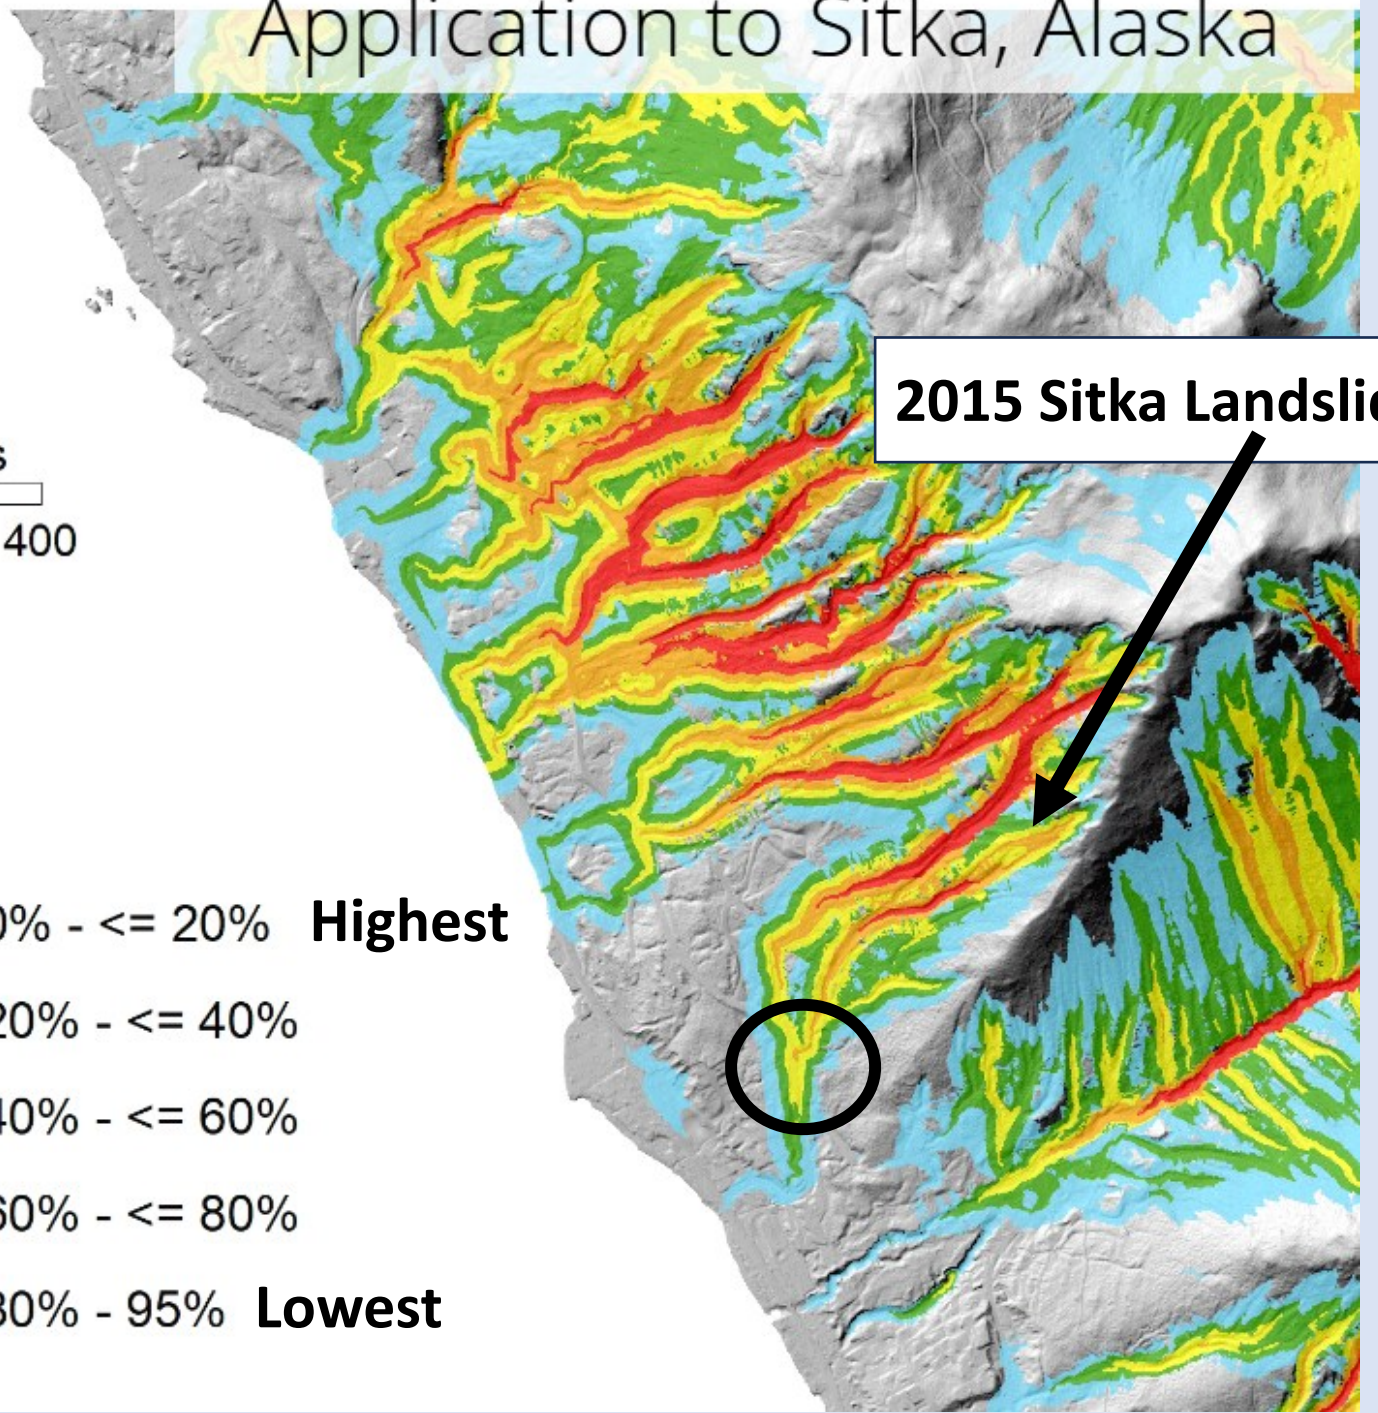 Application to Sitka, Alaska
2015 Sitka Landslid
s
400
0% - <= 20% Highest
20% - <= 40%
40% - <= 60%
60% - <= 80%
80% - 95% Lowest